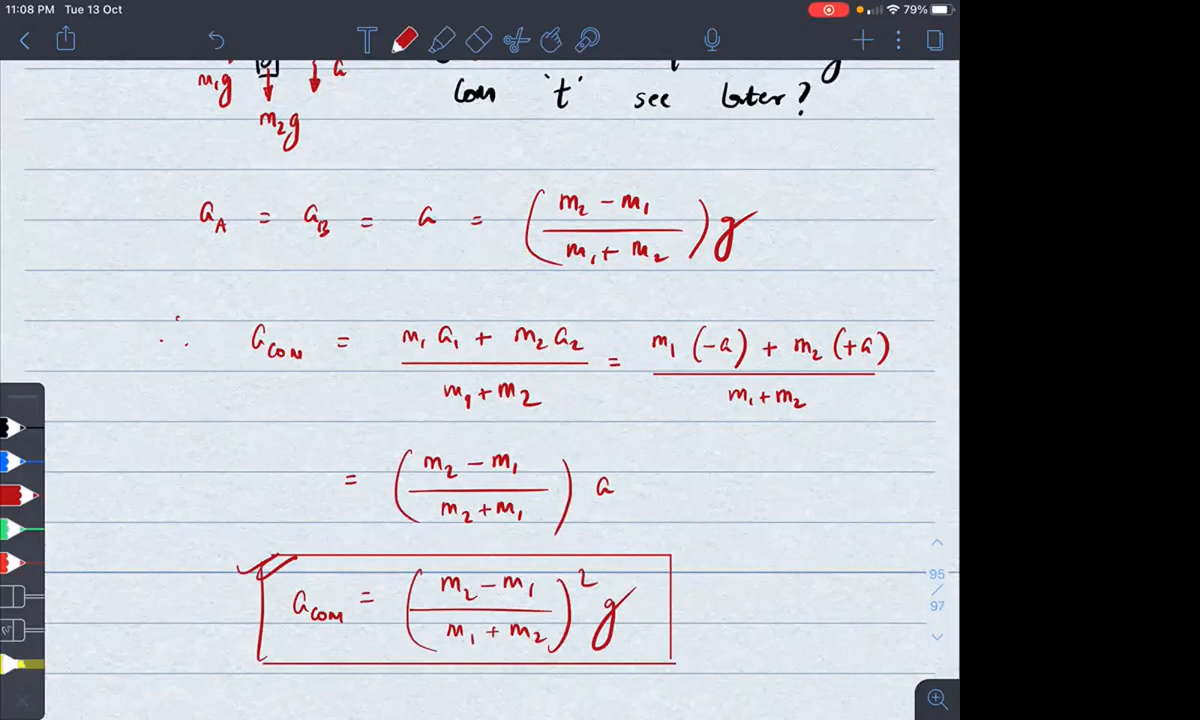 11:08 PM Tue 13 Oct 79%
T
m₁g a
com 't' see later?
m₂g
a_A = a_B = a = ((m₂ - m₁)/(m₁ + m₂)) g
∴ a_com = (m₁a₁ + m₂a₂)/(m₁ + m₂) = (m₁(-a) + m₂(+a))/(m₁ + m₂)
= ((m₂ - m₁)/(m₂ + m₁)) a
a_com = ((m₂ - m₁)/(m₁ + m₂))² g
95
/
97